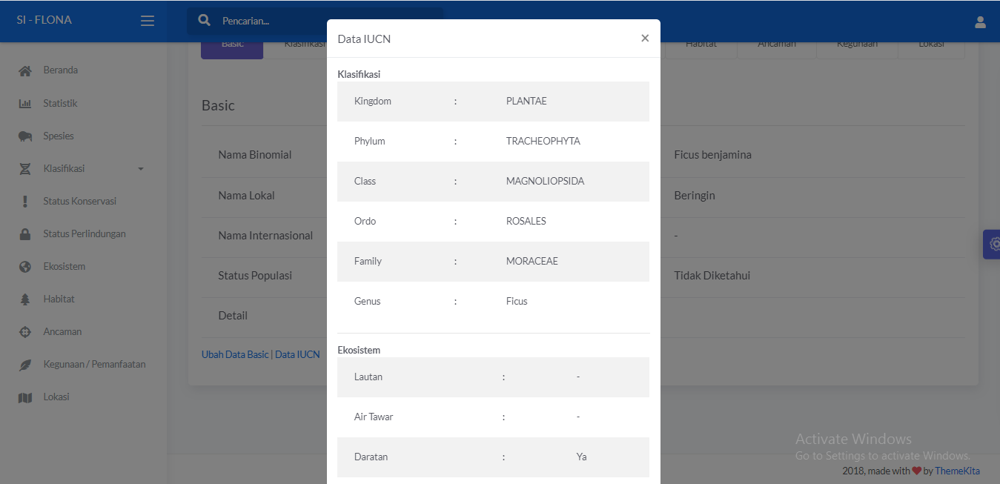 SI - FLONA
Pencarian...
Beranda
Statistik
Spesies
Klasifikasi
Status Konservasi
Status Perlindungan
Ekosistem
Habitat
Ancaman
Kegunaan / Pemanfaatan
Lokasi
Basic Klasifikasi Habitat Ancaman Kegunaan Lokasi
Basic
Nama Binomial Ficus benjamina
Nama Lokal Beringin
Nama Internasional -
Status Populasi Tidak Diketahui
Detail
Ubah Data Basic | Data IUCN
Data IUCN ×
Klasifikasi
Kingdom : PLANTAE
Phylum : TRACHEOPHYTA
Class : MAGNOLIOPSIDA
Ordo : ROSALES
Family : MORACEAE
Genus : Ficus
Ekosistem
Lautan : -
Air Tawar : -
Daratan : Ya
Activate Windows
Go to Settings to activate Windows.
2018, made with ❤ by ThemeKita